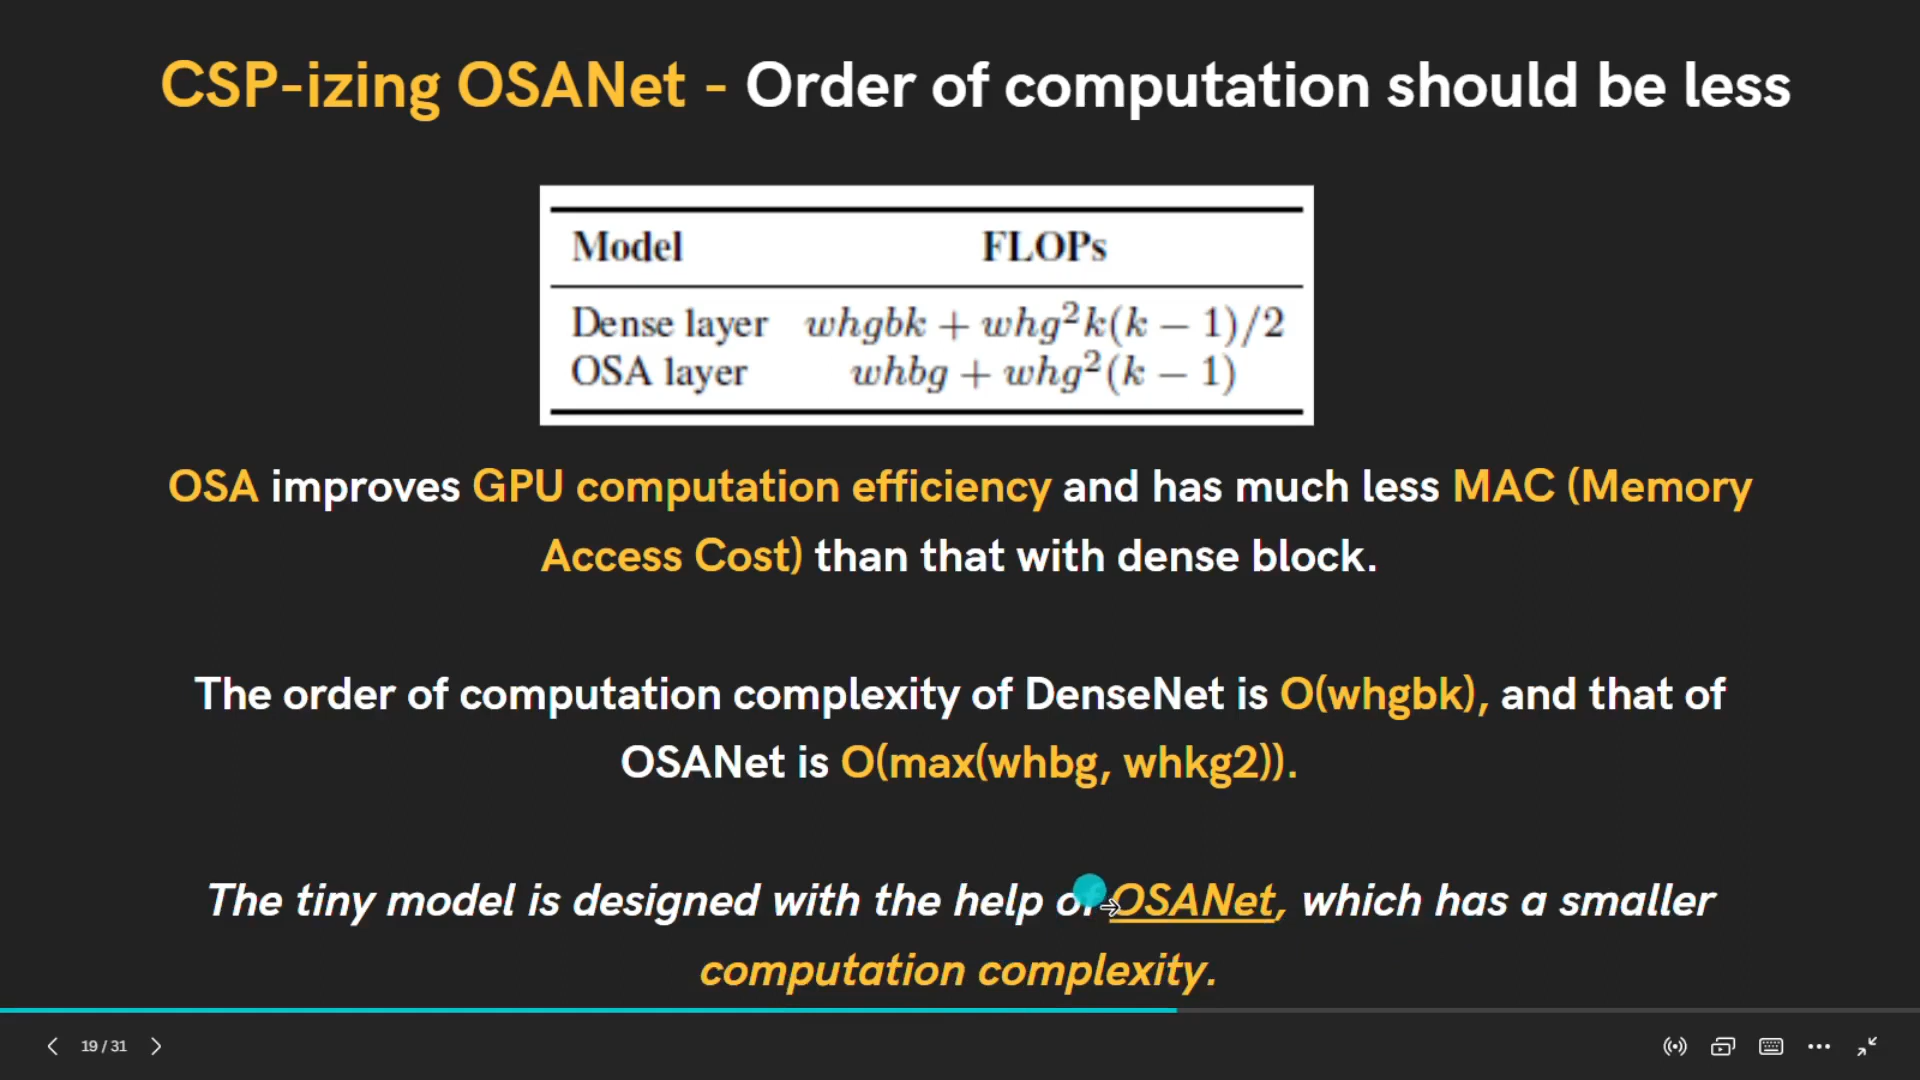 CSP-izing OSANet - Order of computation should be less
Model FLOPs
Dense layer whgbk + whg²k(k − 1)/2
OSA layer whbg + whg²(k − 1)
OSA improves GPU computation efficiency and has much less MAC (Memory
Access Cost) than that with dense block.
The order of computation complexity of DenseNet is O(whgbk), and that of
OSANet is O(max(whbg, whkg2)).
The tiny model is designed with the help of OSANet, which has a smaller
computation complexity.
19 / 31